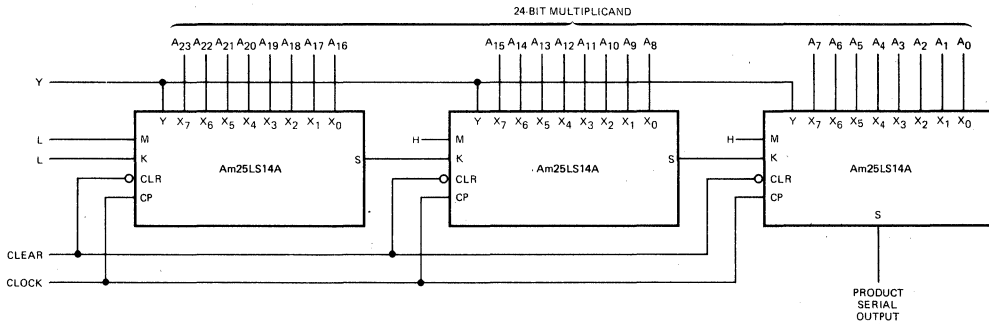 24-BIT MULTIPLICAND
A23 A22 A21 A20 A19 A18 A17 A16
A15 A14 A13 A12 A11 A10 A9 A8
A7 A6 A5 A4 A3 A2 A1 A0
Y
Y X7 X6 X5 X4 X3 X2 X1 X0
Y X7 X6 X5 X4 X3 X2 X1 X0
Y X7 X6 X5 X4 X3 X2 X1 X0
L M
H M
H M
L K S
K S
K
Am25LS14A
Am25LS14A
Am25LS14A
CLR
CLR
CLR
CP
CP
CP
S
CLEAR
CLOCK
PRODUCT
SERIAL
OUTPUT